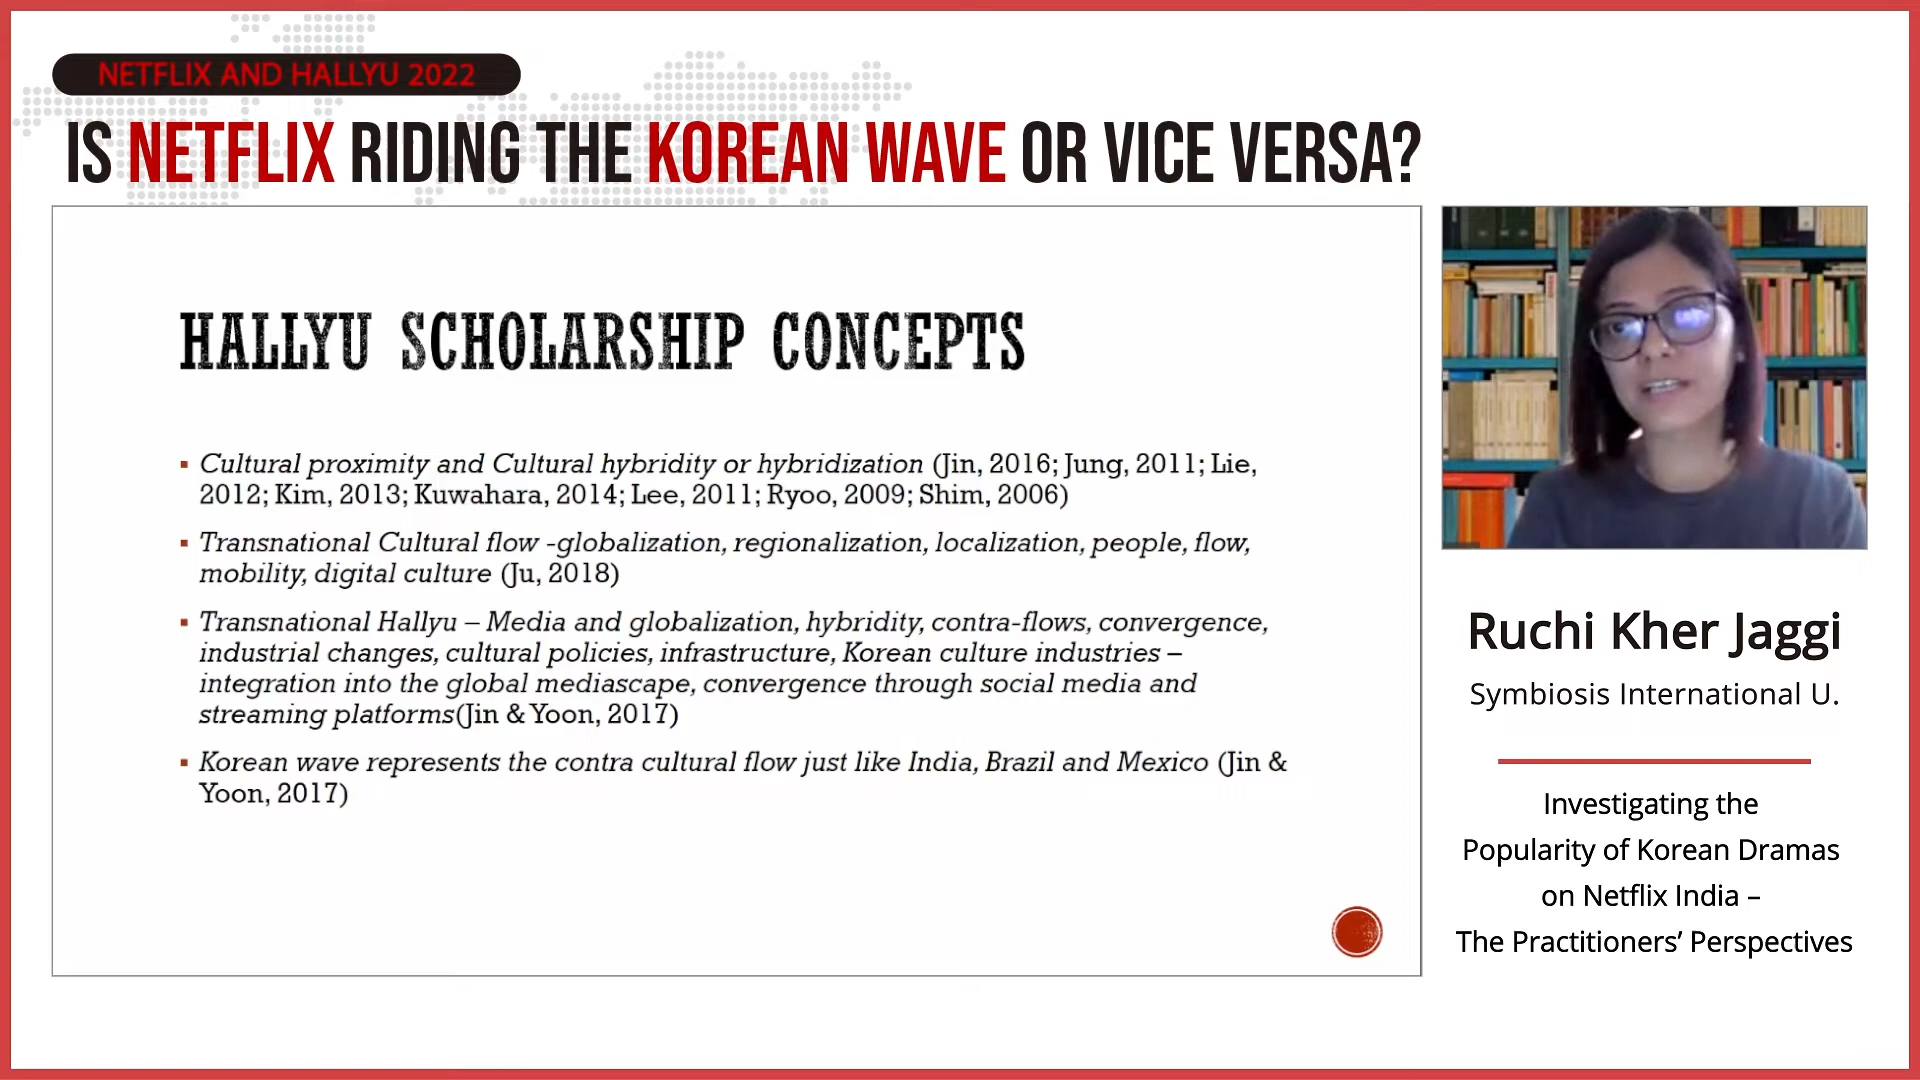 NETFLIX AND HALLYU 2022
IS NETFLIX RIDING THE KOREAN WAVE OR VICE VERSA?
HALLYU SCHOLARSHIP CONCEPTS
▪ Cultural proximity and Cultural hybridity or hybridization (Jin, 2016; Jung, 2011; Lie,
2012; Kim, 2013; Kuwahara, 2014; Lee, 2011; Ryoo, 2009; Shim, 2006)
▪ Transnational Cultural flow -globalization, regionalization, localization, people, flow,
mobility, digital culture (Ju, 2018)
▪ Transnational Hallyu – Media and globalization, hybridity, contra-flows, convergence,
industrial changes, cultural policies, infrastructure, Korean culture industries –
integration into the global mediascape, convergence through social media and
streaming platforms(Jin & Yoon, 2017)
▪ Korean wave represents the contra cultural flow just like India, Brazil and Mexico (Jin &
Yoon, 2017)
Ruchi Kher Jaggi
Symbiosis International U.
Investigating the
Popularity of Korean Dramas
on Netflix India –
The Practitioners’ Perspectives